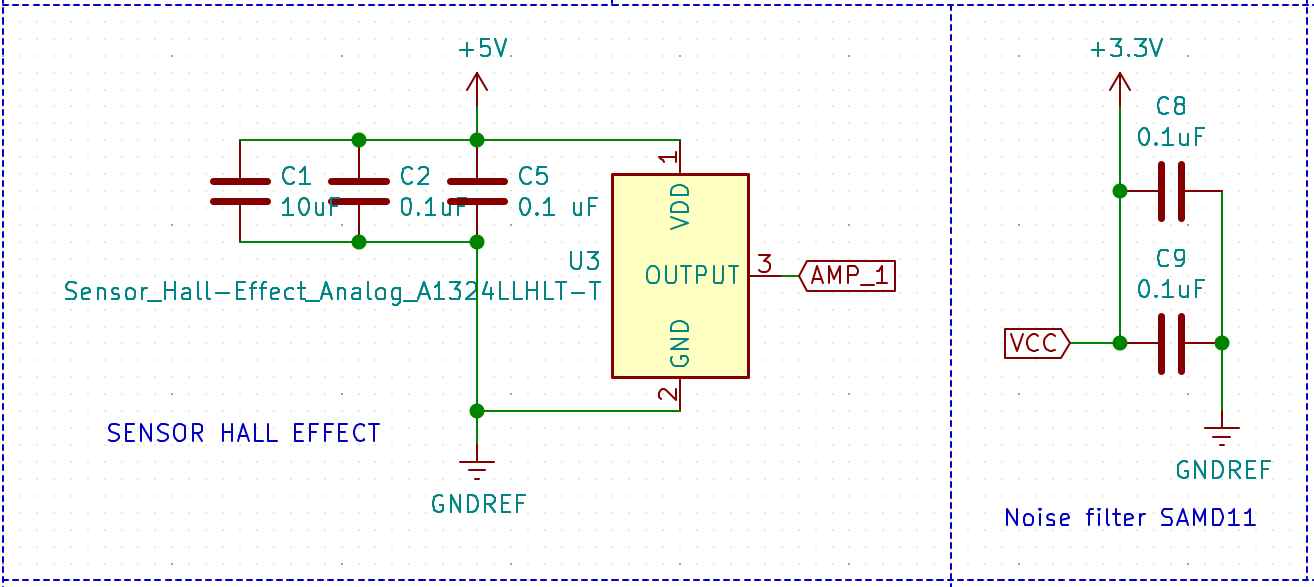 +5V
C1
10uF
C2
0.1uF
C5
0.1 uF
1
VDD
U3
Sensor_Hall-Effect_Analog_A1324LLHLT-T
OUTPUT
3
AMP_1
GND
2
SENSOR HALL EFFECT
GNDREF
+3.3V
C8
0.1uF
C9
0.1uF
VCC
GNDREF
Noise filter SAMD11